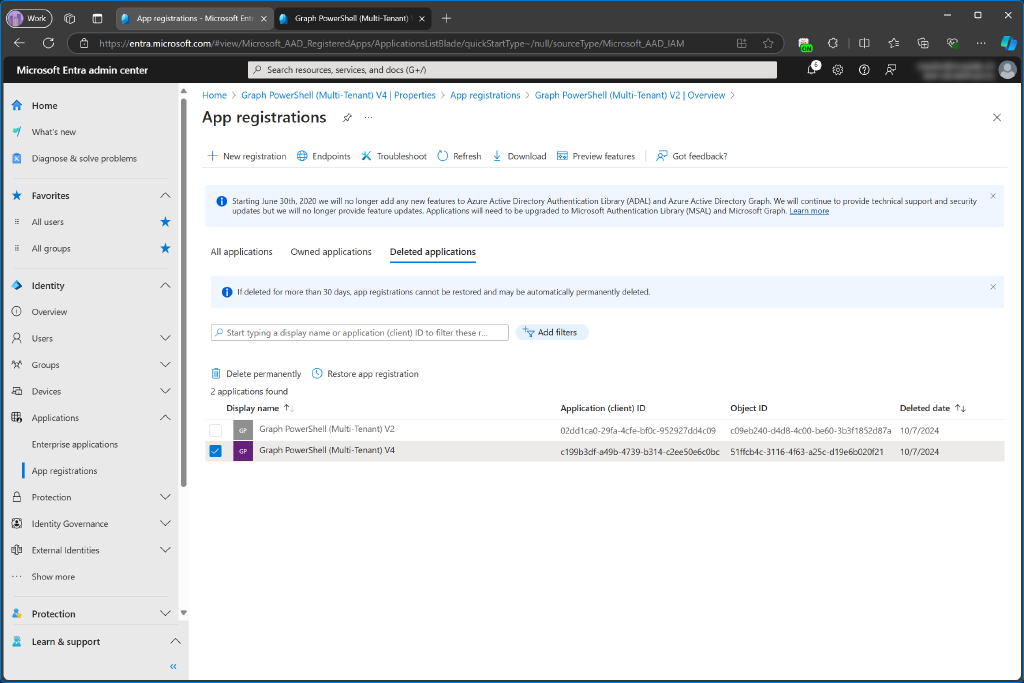 Work
App registrations - Microsoft Ent
Graph PowerShell (Multi-Tenant)
https://entra.microsoft.com/#view/Microsoft_AAD_RegisteredApps/ApplicationsListBlade/quickStartType~/null/sourceType/Microsoft_AAD_IAM
ON
Microsoft Entra admin center
Search resources, services, and docs (G+/)
6
Home
What's new
Diagnose & solve problems
Favorites
All users
All groups
Identity
Overview
Users
Groups
Devices
Applications
Enterprise applications
App registrations
Protection
Identity Governance
External Identities
Show more
Protection
Learn & support
Home > Graph PowerShell (Multi-Tenant) V4 | Properties > App registrations > Graph PowerShell (Multi-Tenant) V2 | Overview >
App registrations
New registration
Endpoints
Troubleshoot
Refresh
Download
Preview features
Got feedback?
Starting June 30th, 2020 we will no longer add any new features to Azure Active Directory Authentication Library (ADAL) and Azure Active Directory Graph. We will continue to provide technical support and security
updates but we will no longer provide feature updates. Applications will need to be upgraded to Microsoft Authentication Library (MSAL) and Microsoft Graph. Learn more
All applications
Owned applications
Deleted applications
If deleted for more than 30 days, app registrations cannot be restored and may be automatically permanently deleted.
Start typing a display name or application (client) ID to filter these r...
Add filters
Delete permanently
Restore app registration
2 applications found
Display name
Application (client) ID
Object ID
Deleted date
GP
Graph PowerShell (Multi-Tenant) V2
02dd1ca0-29fa-4cfe-bf0c-952927dd4c09
c09eb240-d4d8-4c00-be60-3b3f1852d87a
10/7/2024
GP
Graph PowerShell (Multi-Tenant) V4
c199b3df-a49b-4739-b314-c2ee50e6c0bc
51ffcb4c-3116-4f63-a25c-d19e6b020f21
10/7/2024